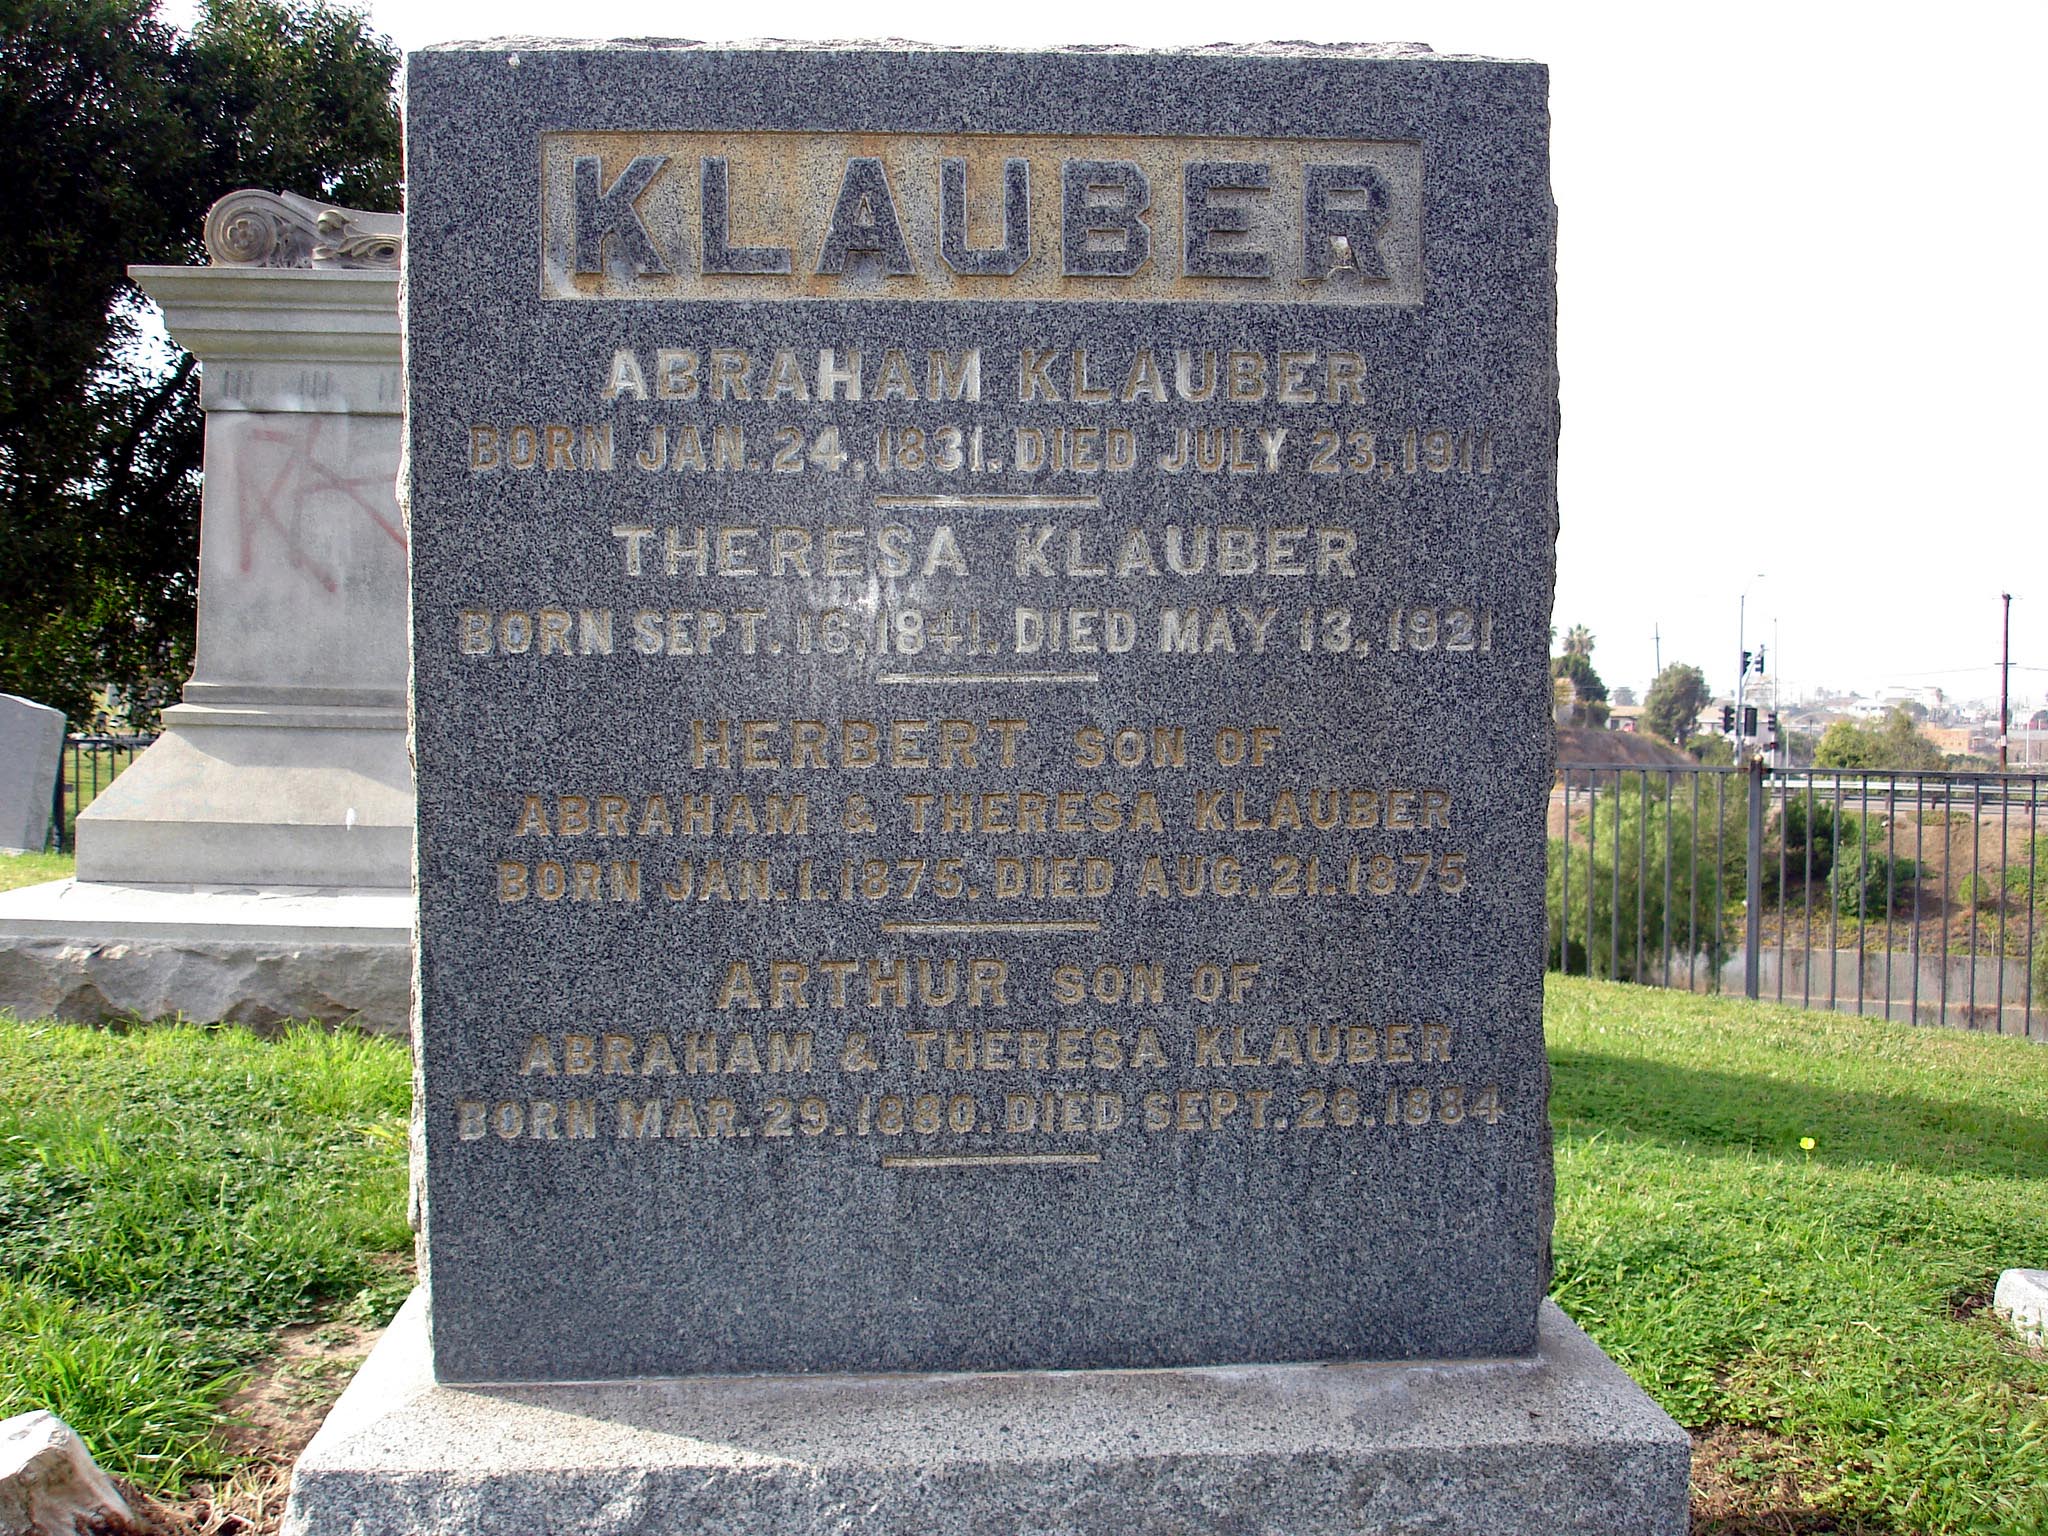 KLAUBER
ABRAHAM KLAUBER
BORN JAN. 24, 1831. DIED JULY 23, 1911
THERESA KLAUBER
BORN SEPT. 16, 1841. DIED MAY 13, 1921
HERBERT SON OF
ABRAHAM & THERESA KLAUBER
BORN JAN. 1. 1875. DIED AUG. 21. 1875
ARTHUR SON OF
ABRAHAM & THERESA KLAUBER
BORN MAR. 29. 1880. DIED SEPT. 26. 1884